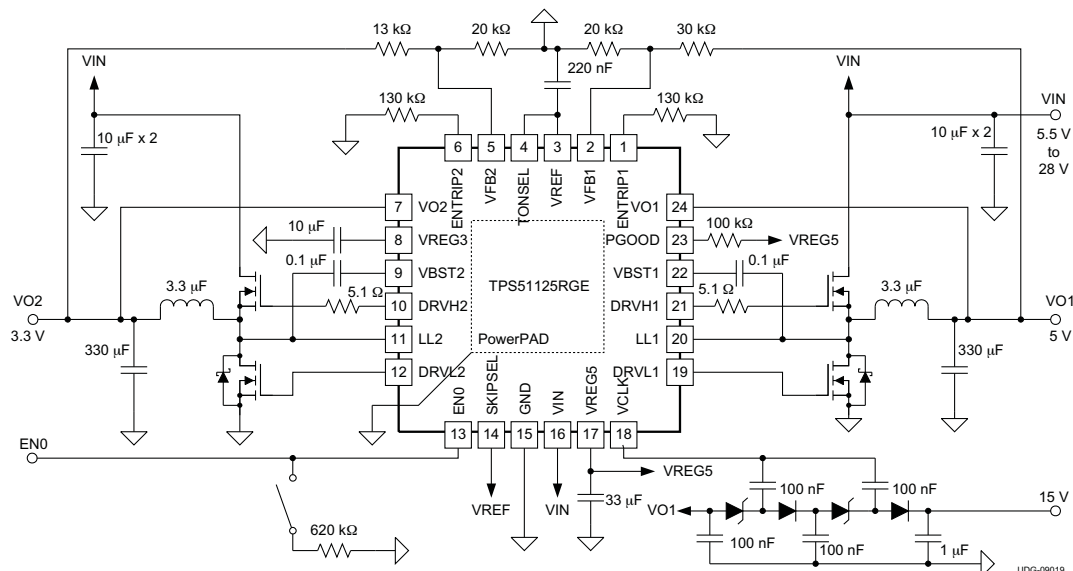 13 kΩ
20 kΩ
20 kΩ
30 kΩ
220 nF
VIN
VIN
130 kΩ
130 kΩ
VIN
5.5 V
to
28 V
10 μF x 2
10 μF x 2
6
5
4
3
2
1
ENTRIP2
VFB2
TONSEL
VREF
VFB1
ENTRIP1
7
VO2
VO1
24
10 μF
8
VREG3
PGOOD
23
100 kΩ
VREG5
0.1 μF
9
VBST2
VBST1
22
0.1 μF
TPS51125RGE
3.3 μF
5.1 Ω
10
DRVH2
DRVH1
21
5.1 Ω
3.3 μF
VO2
3.3 V
VO1
5 V
11
LL2
PowerPAD
LL1
20
330 μF
330 μF
12
DRVL2
DRVL1
19
EN0
SKIPSEL
GND
VIN
VREG5
VCLK
13
14
15
16
17
18
EN0
VREG5
VREF
VIN
33 μF
100 nF
100 nF
VO1
15 V
620 kΩ
100 nF
100 nF
1 μF
UDG-09019